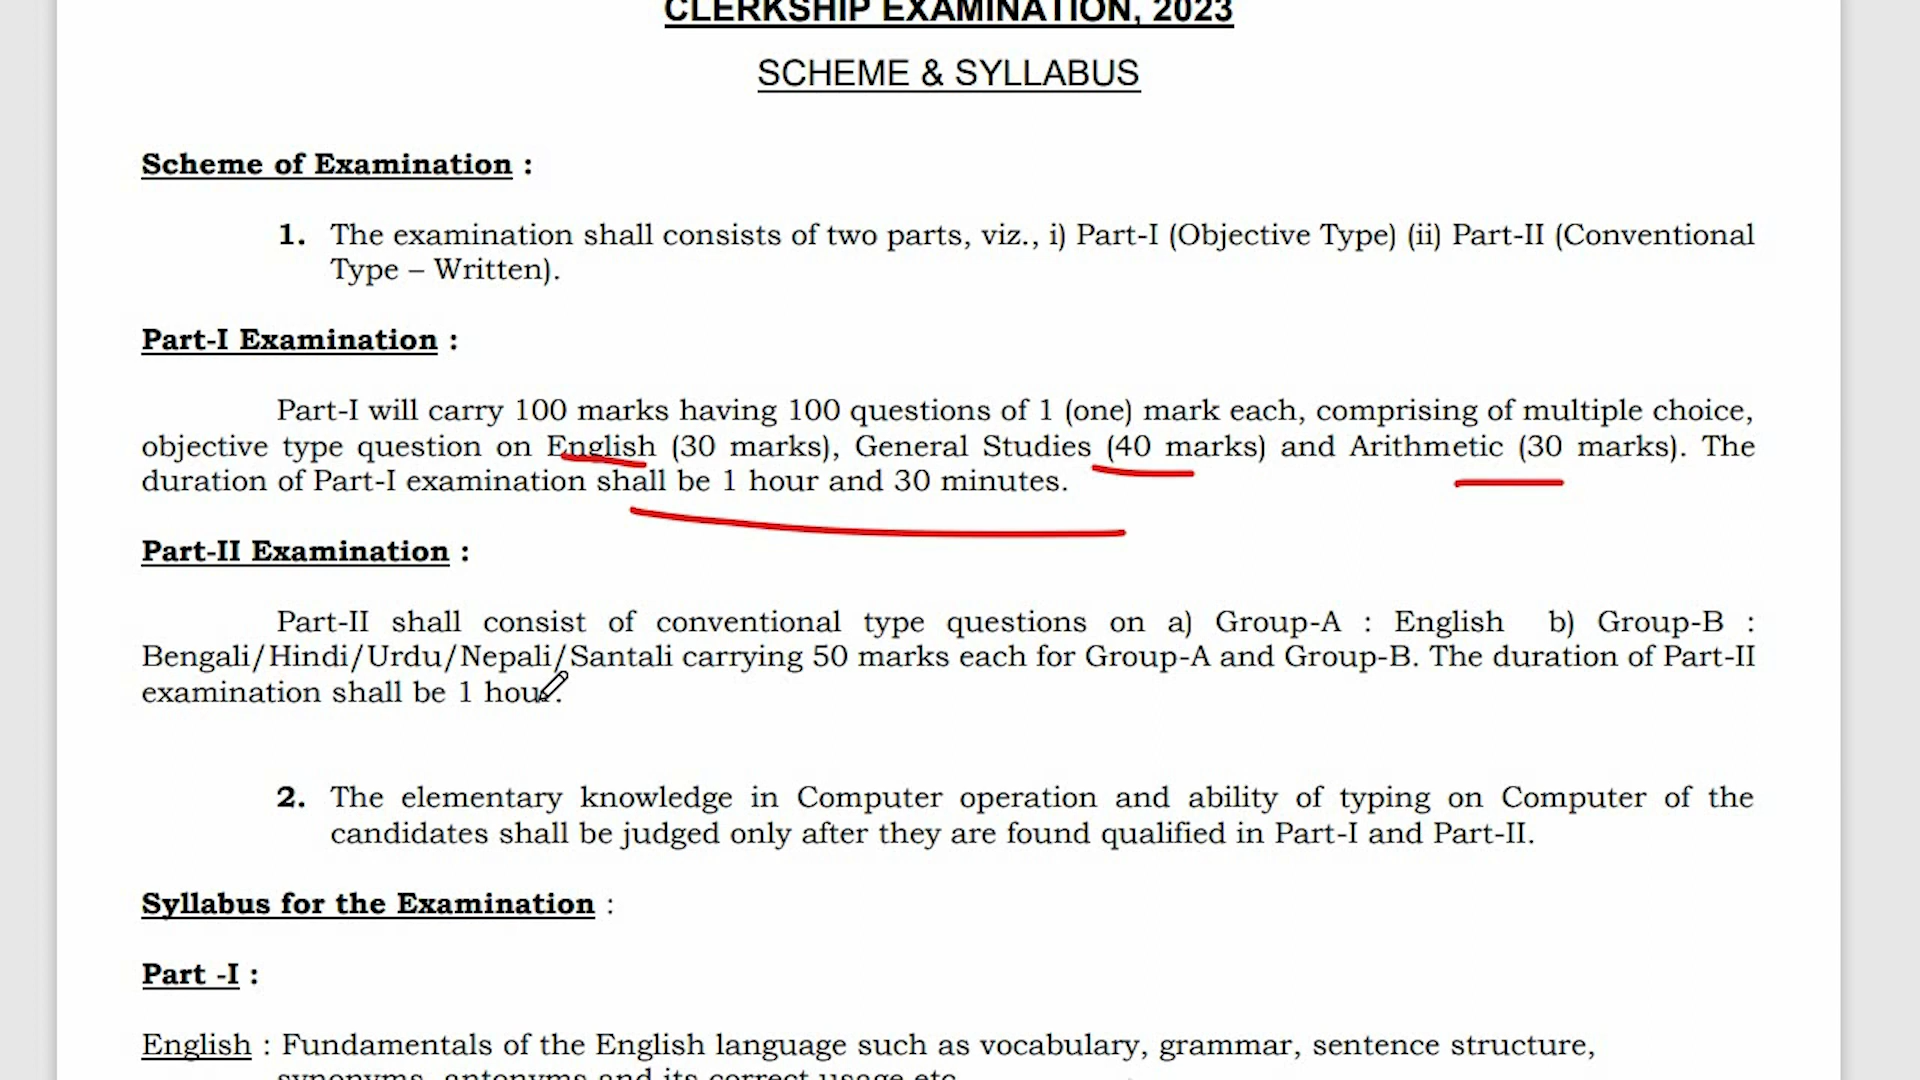 CLERKSHIP EXAMINATION, 2023
SCHEME & SYLLABUS
Scheme of Examination :
1. The examination shall consists of two parts, viz., i) Part-I (Objective Type) (ii) Part-II (Conventional
Type – Written).
Part-I Examination :
Part-I will carry 100 marks having 100 questions of 1 (one) mark each, comprising of multiple choice,
objective type question on English (30 marks), General Studies (40 marks) and Arithmetic (30 marks). The
duration of Part-I examination shall be 1 hour and 30 minutes.
Part-II Examination :
Part-II shall consist of conventional type questions on a) Group-A : English b) Group-B :
Bengali/Hindi/Urdu/Nepali/Santali carrying 50 marks each for Group-A and Group-B. The duration of Part-II
examination shall be 1 hour.
2. The elementary knowledge in Computer operation and ability of typing on Computer of the
candidates shall be judged only after they are found qualified in Part-I and Part-II.
Syllabus for the Examination :
Part -I :
English : Fundamentals of the English language such as vocabulary, grammar, sentence structure,
synonyms, antonyms and its correct usage etc.